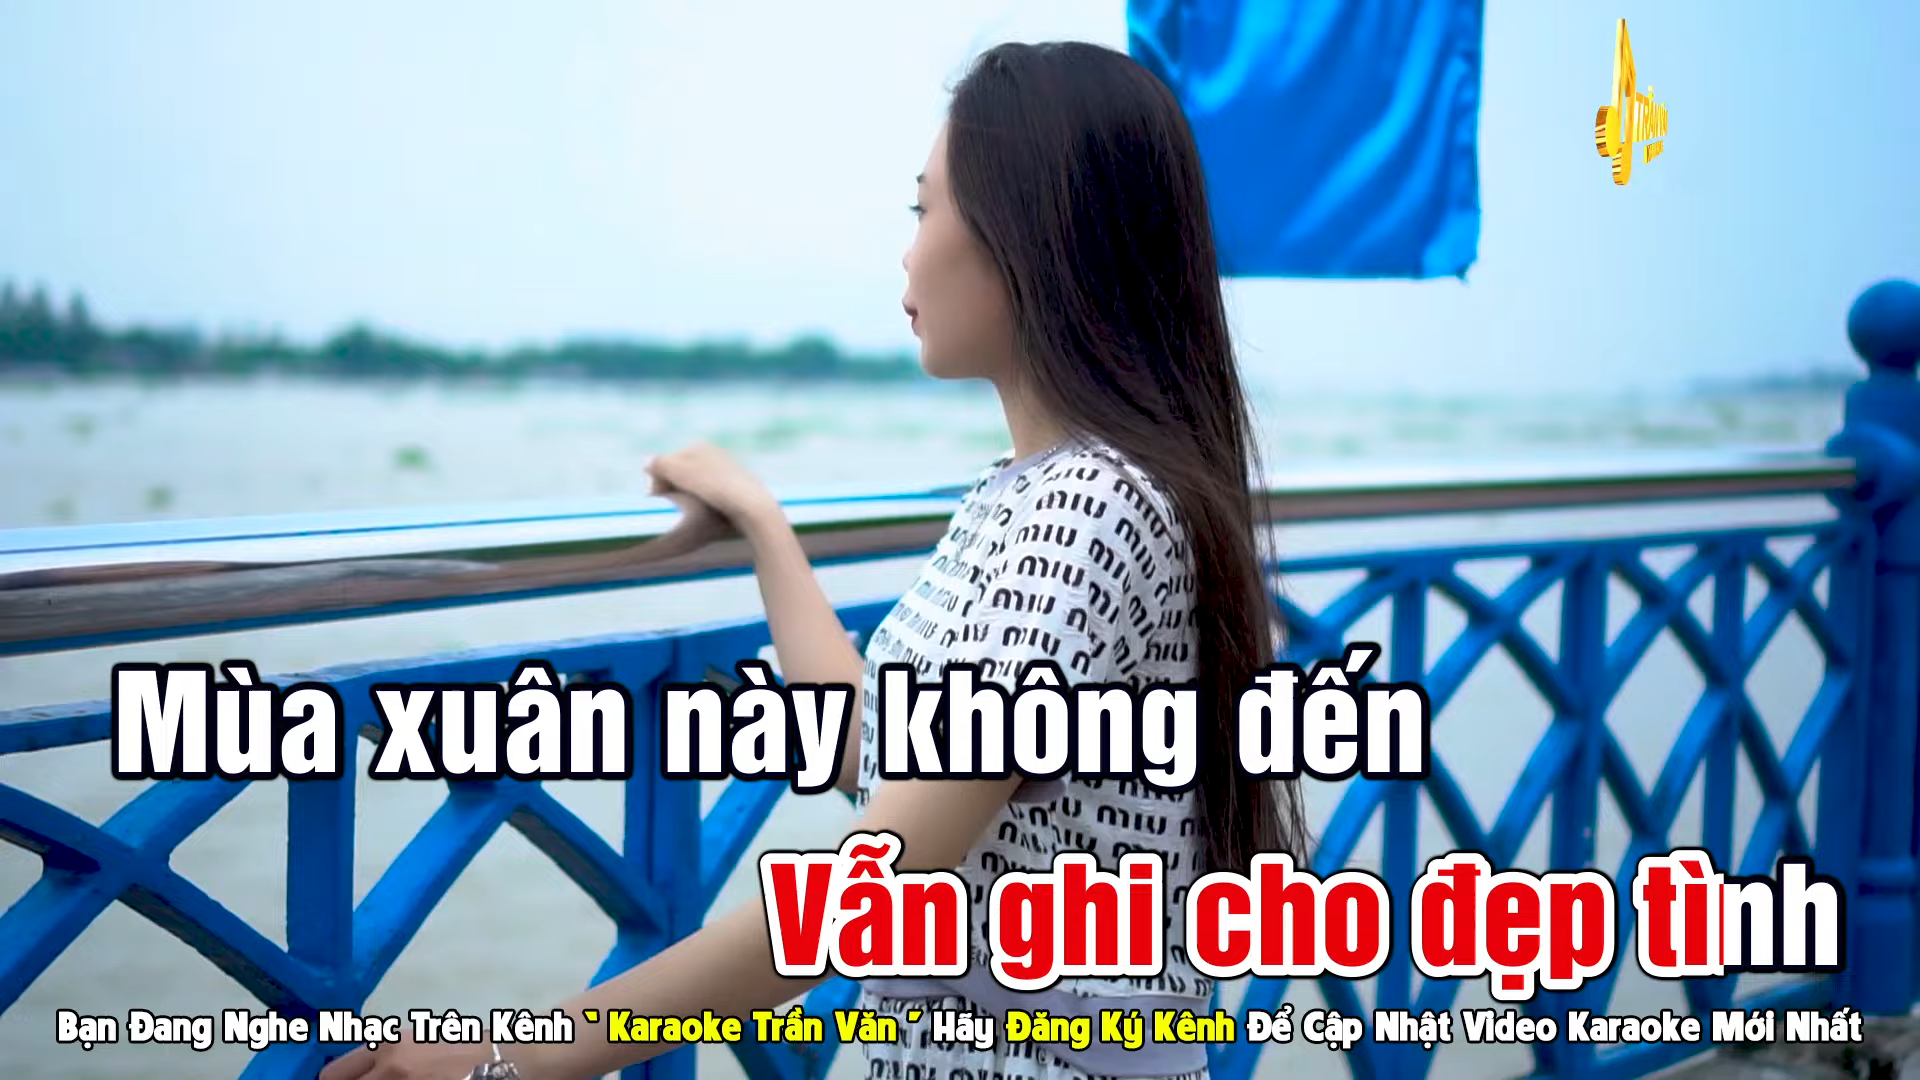 Mùa xuân này không đến
Vẫn ghi cho đẹp tình
Bạn Đang Nghe Nhạc Trên Kênh ` Karaoke Trần Văn ´ Hãy Đăng Ký Kênh Để Cập Nhật Video Karaoke Mới Nhất